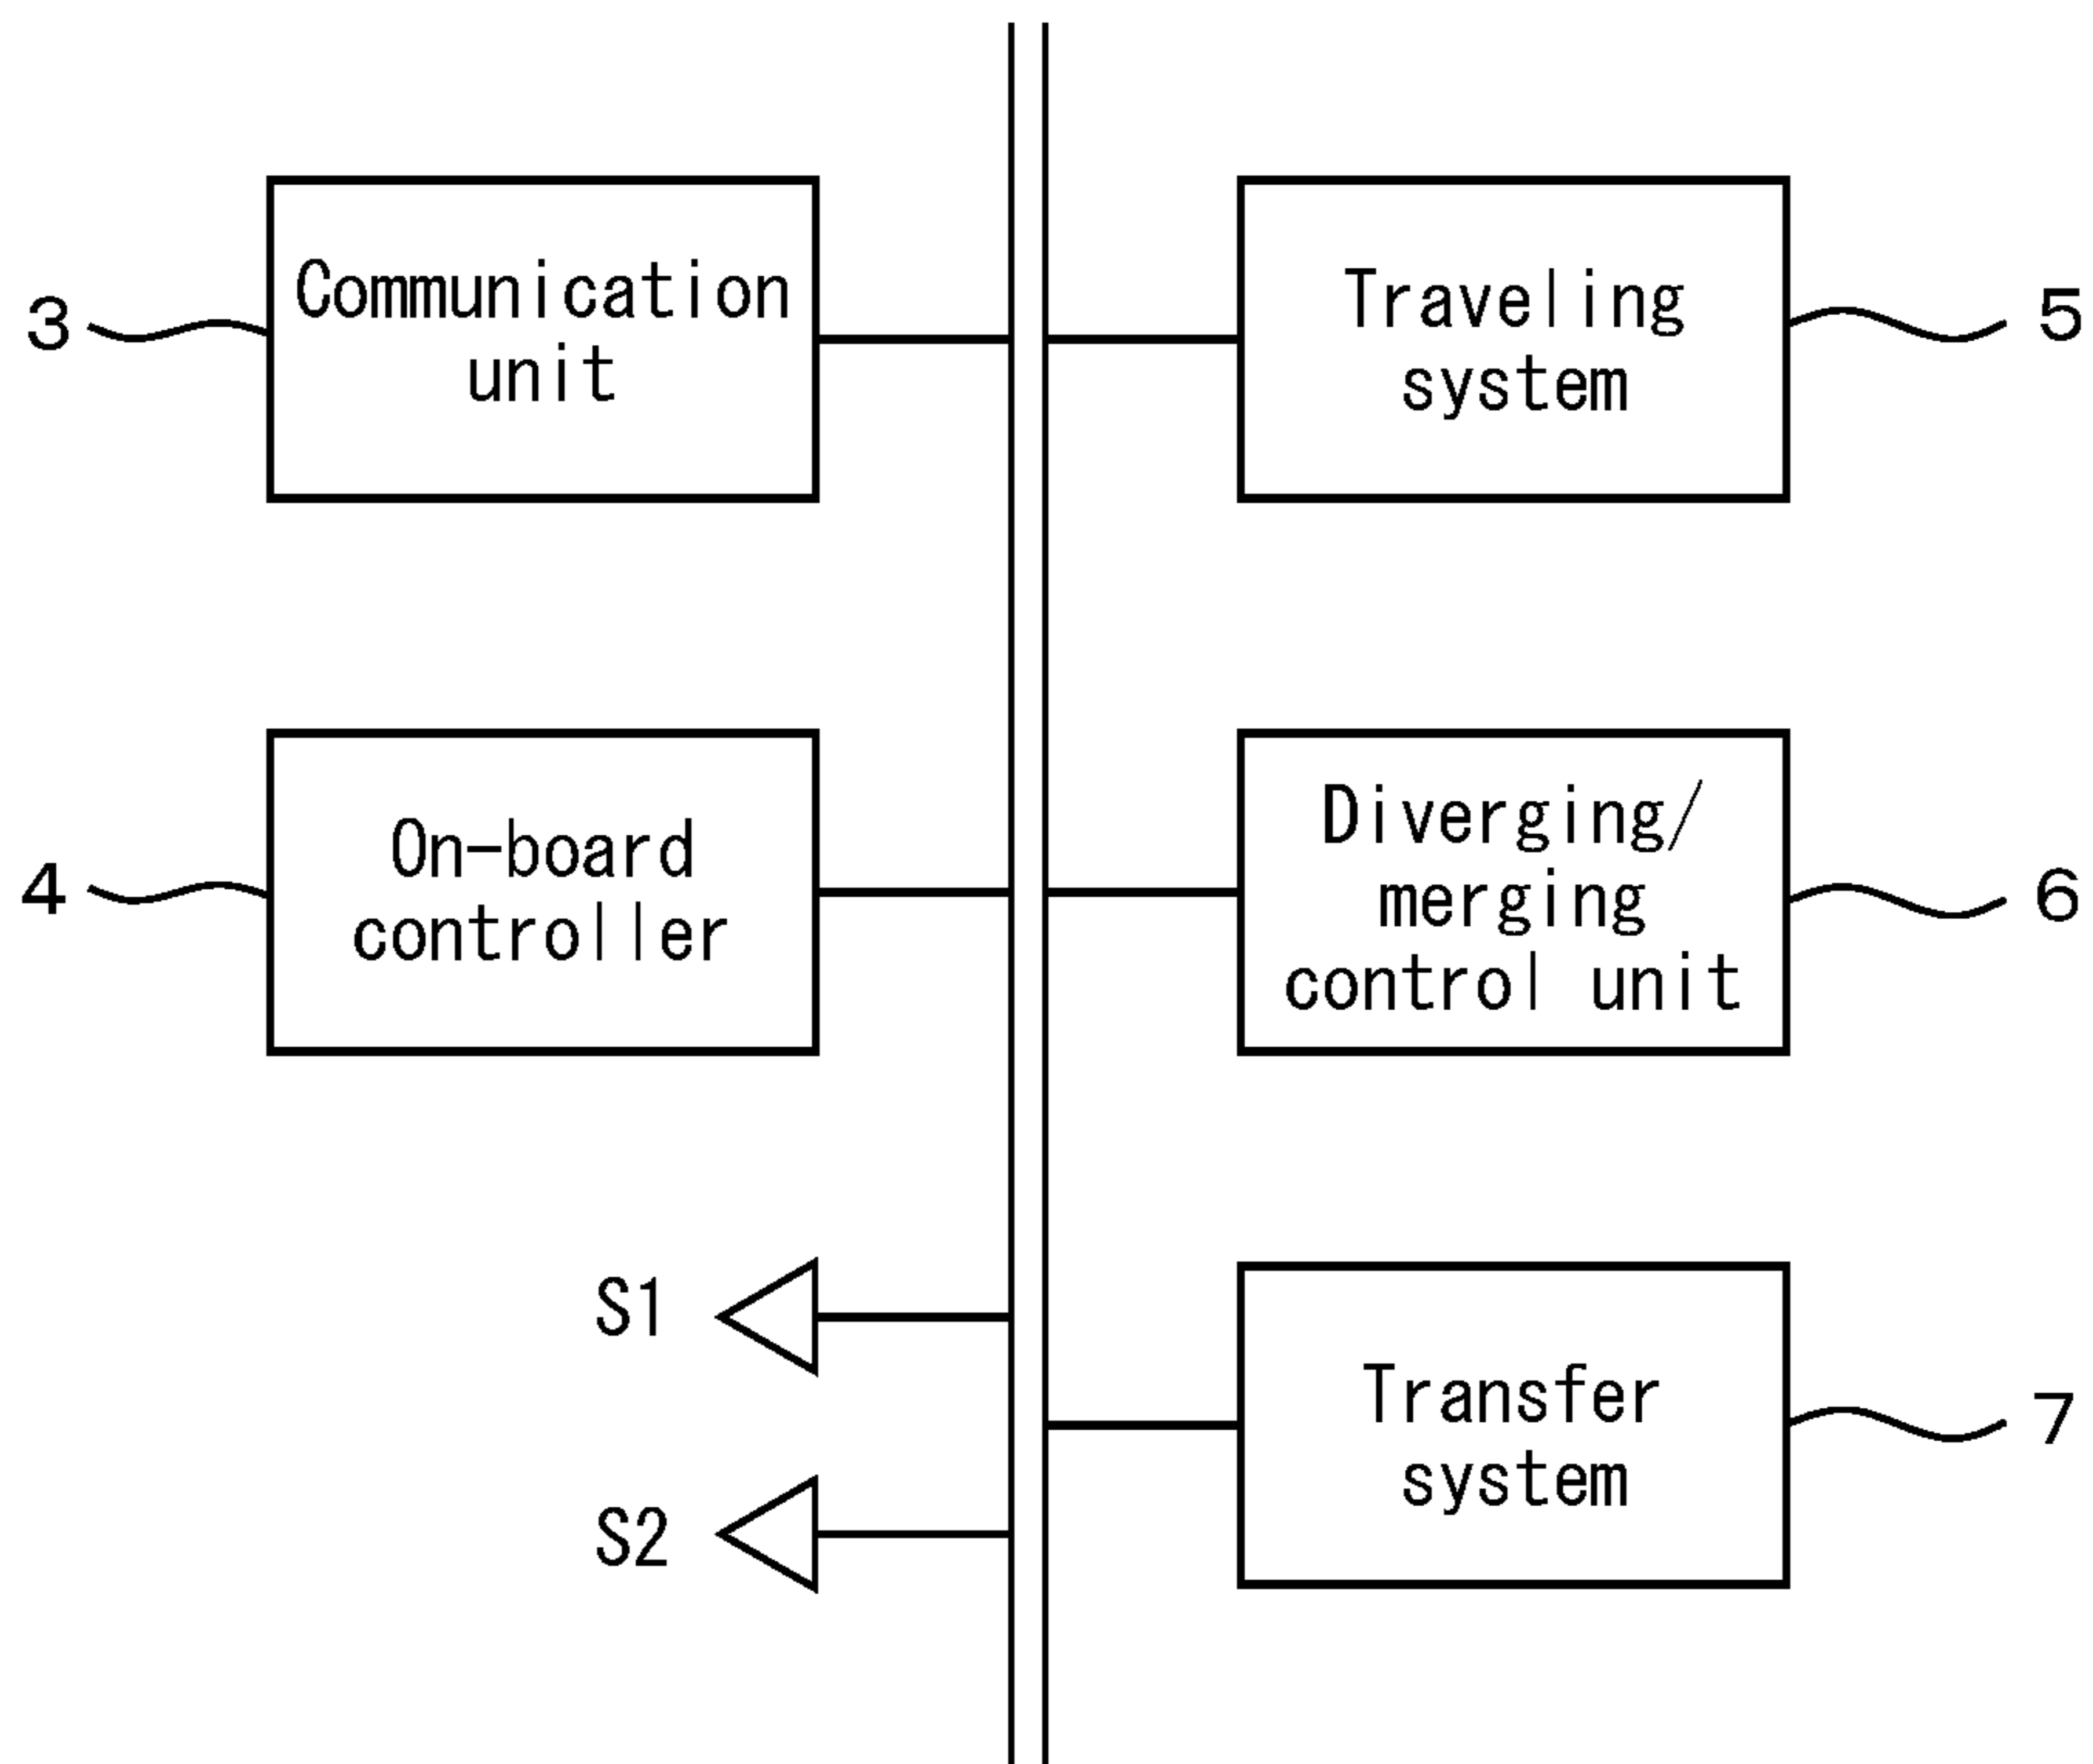 3
Communication
unit
Traveling
system
5
4
On-board
controller
Diverging/
merging
control unit
6
S1
S2
Transfer
system
7